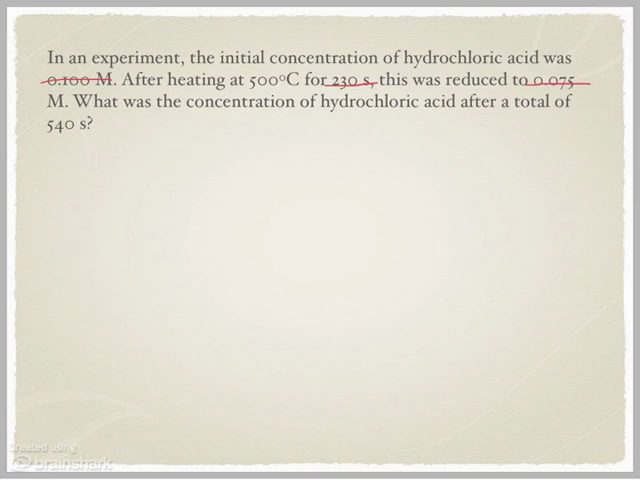 In an experiment, the initial concentration of hydrochloric acid was
0.100 M. After heating at 500°C for 230 s, this was reduced to 0.075
M. What was the concentration of hydrochloric acid after a total of
540 s?
created using
brainshark